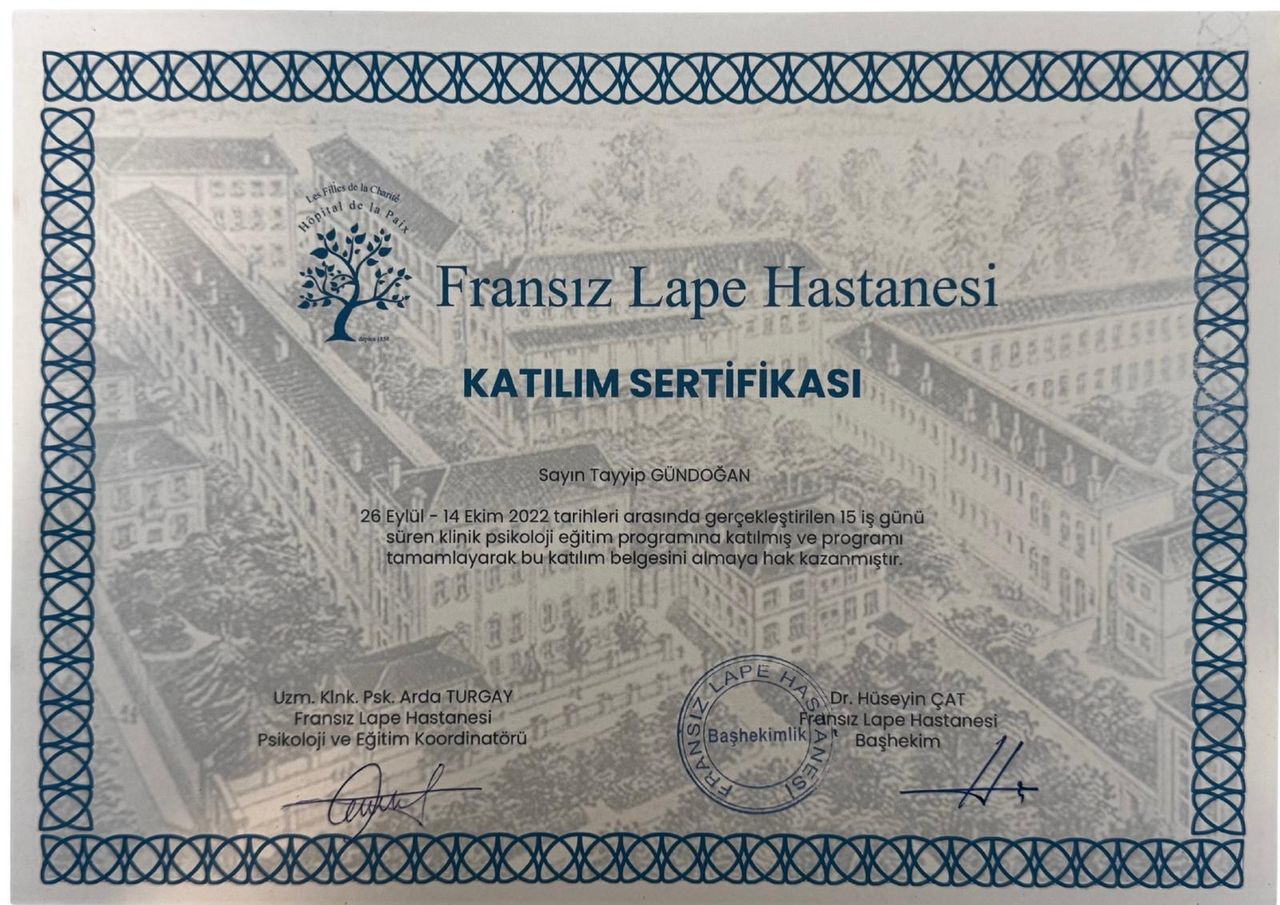 Les Filles de la Charité
Hôpital de la Paix
depuis 1858
Fransız Lape Hastanesi
KATILIM SERTİFİKASI
Sayın Tayyip GÜNDOĞAN
26 Eylül - 14 Ekim 2022 tarihleri arasında gerçekleştirilen 15 iş günü
süren klinik psikoloji eğitim programına katılmış ve programı
tamamlayarak bu katılım belgesini almaya hak kazanmıştır.
Uzm. Klnk. Psk. Arda TURGAY
Fransız Lape Hastanesi
Psikoloji ve Eğitim Koordinatörü
FRANSIZ LAPE HASTANESİ
Başhekimlik
Dr. Hüseyin ÇAT
Fransız Lape Hastanesi
Başhekim